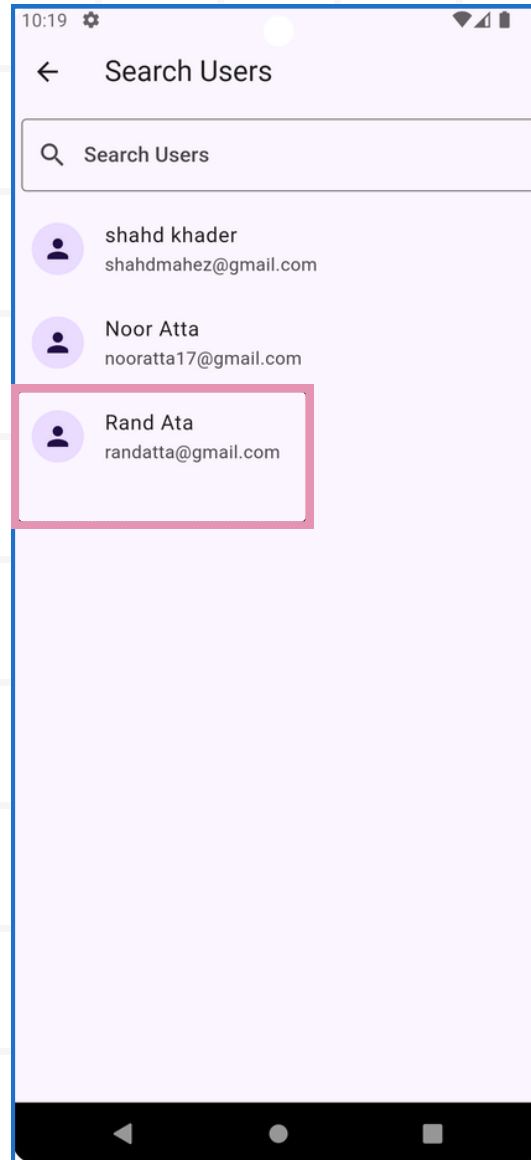 10:19
Search Users
Search Users
shahd khader
shahdmahez@gmail.com
Noor Atta
nooratta17@gmail.com
Rand Ata
randatta@gmail.com